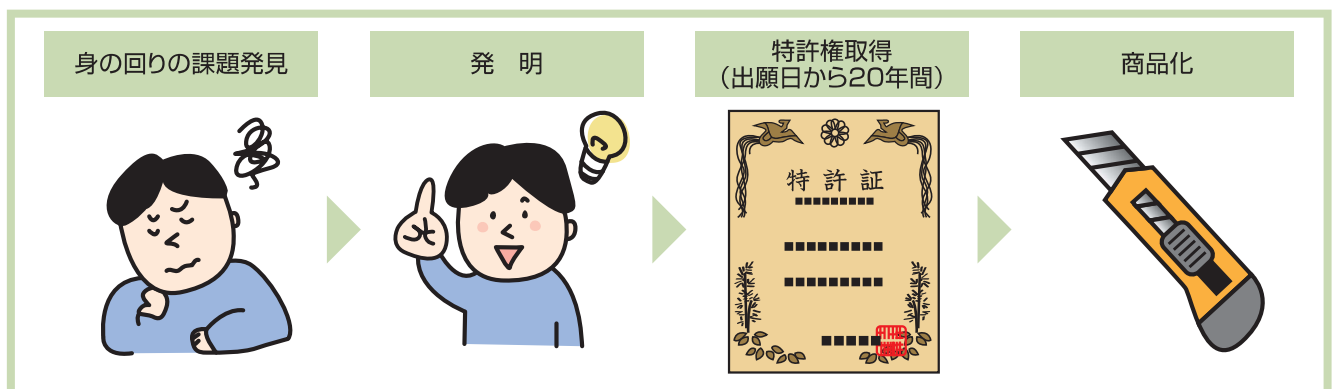 身の回りの課題発見
発　明
特許権取得
（出願日から20年間）
商品化
特許証